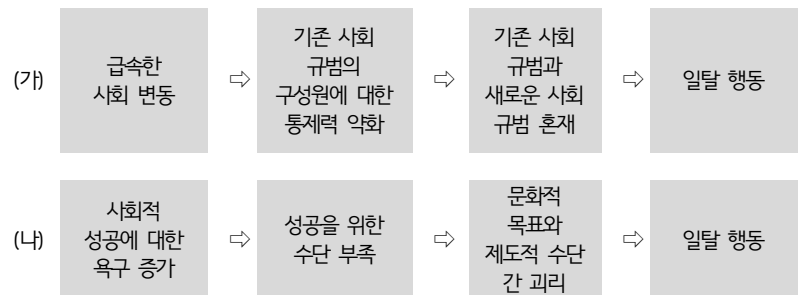 (가)
급속한
사회 변동
⇨
기존 사회
규범의
구성원에 대한
통제력 약화
⇨
기존 사회
규범과
새로운 사회
규범 혼재
⇨
일탈 행동
(나)
사회적
성공에 대한
욕구 증가
⇨
성공을 위한
수단 부족
⇨
문화적
목표와
제도적 수단
간 괴리
⇨
일탈 행동